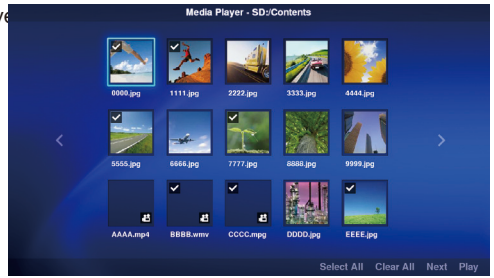 ve
Media Player - SD:/Contents
0000.jpg 1111.jpg 2222.jpg 3333.jpg 4444.jpg
5555.jpg 6666.jpg 7777.jpg 8888.jpg 9999.jpg
AAAA.mp4 BBBB.wmv CCCC.mpg DDDD.jpg EEEE.jpg
Select All Clear All Next Play